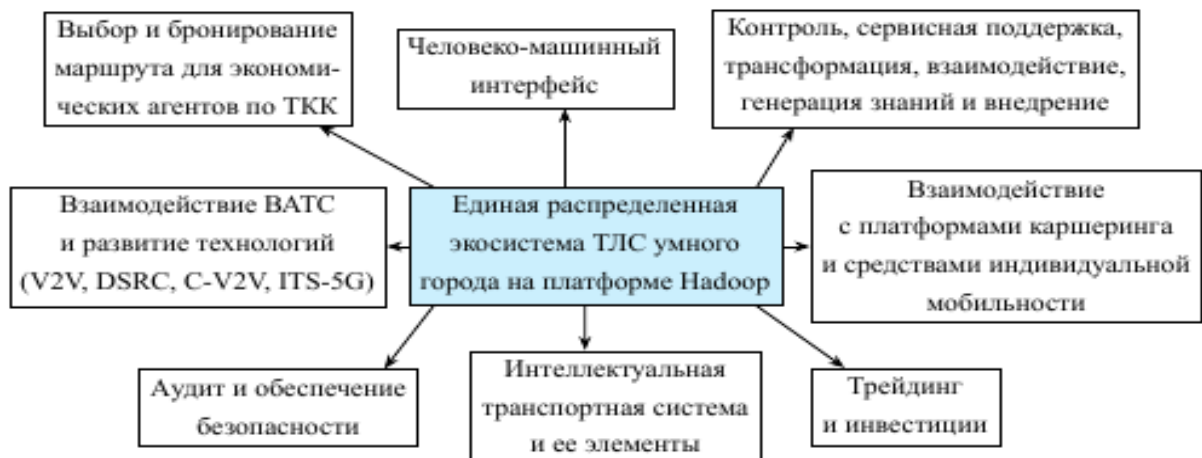 Выбор и бронирование
маршрута для экономи-
ческих агентов по ТКК
Человеко-машинный
интерфейс
Контроль, сервисная поддержка,
трансформация, взаимодействие,
генерация знаний и внедрение
Взаимодействие ВАТС
и развитие технологий
(V2V, DSRC, C-V2V, ITS-5G)
Единая распределенная
экосистема ТЛС умного
города на платформе Hadoop
Взаимодействие
с платформами каршеринга
и средствами индивидуальной
мобильности
Аудит и обеспечение
безопасности
Интеллектуальная
транспортная система
и ее элементы
Трейдинг
и инвестиции